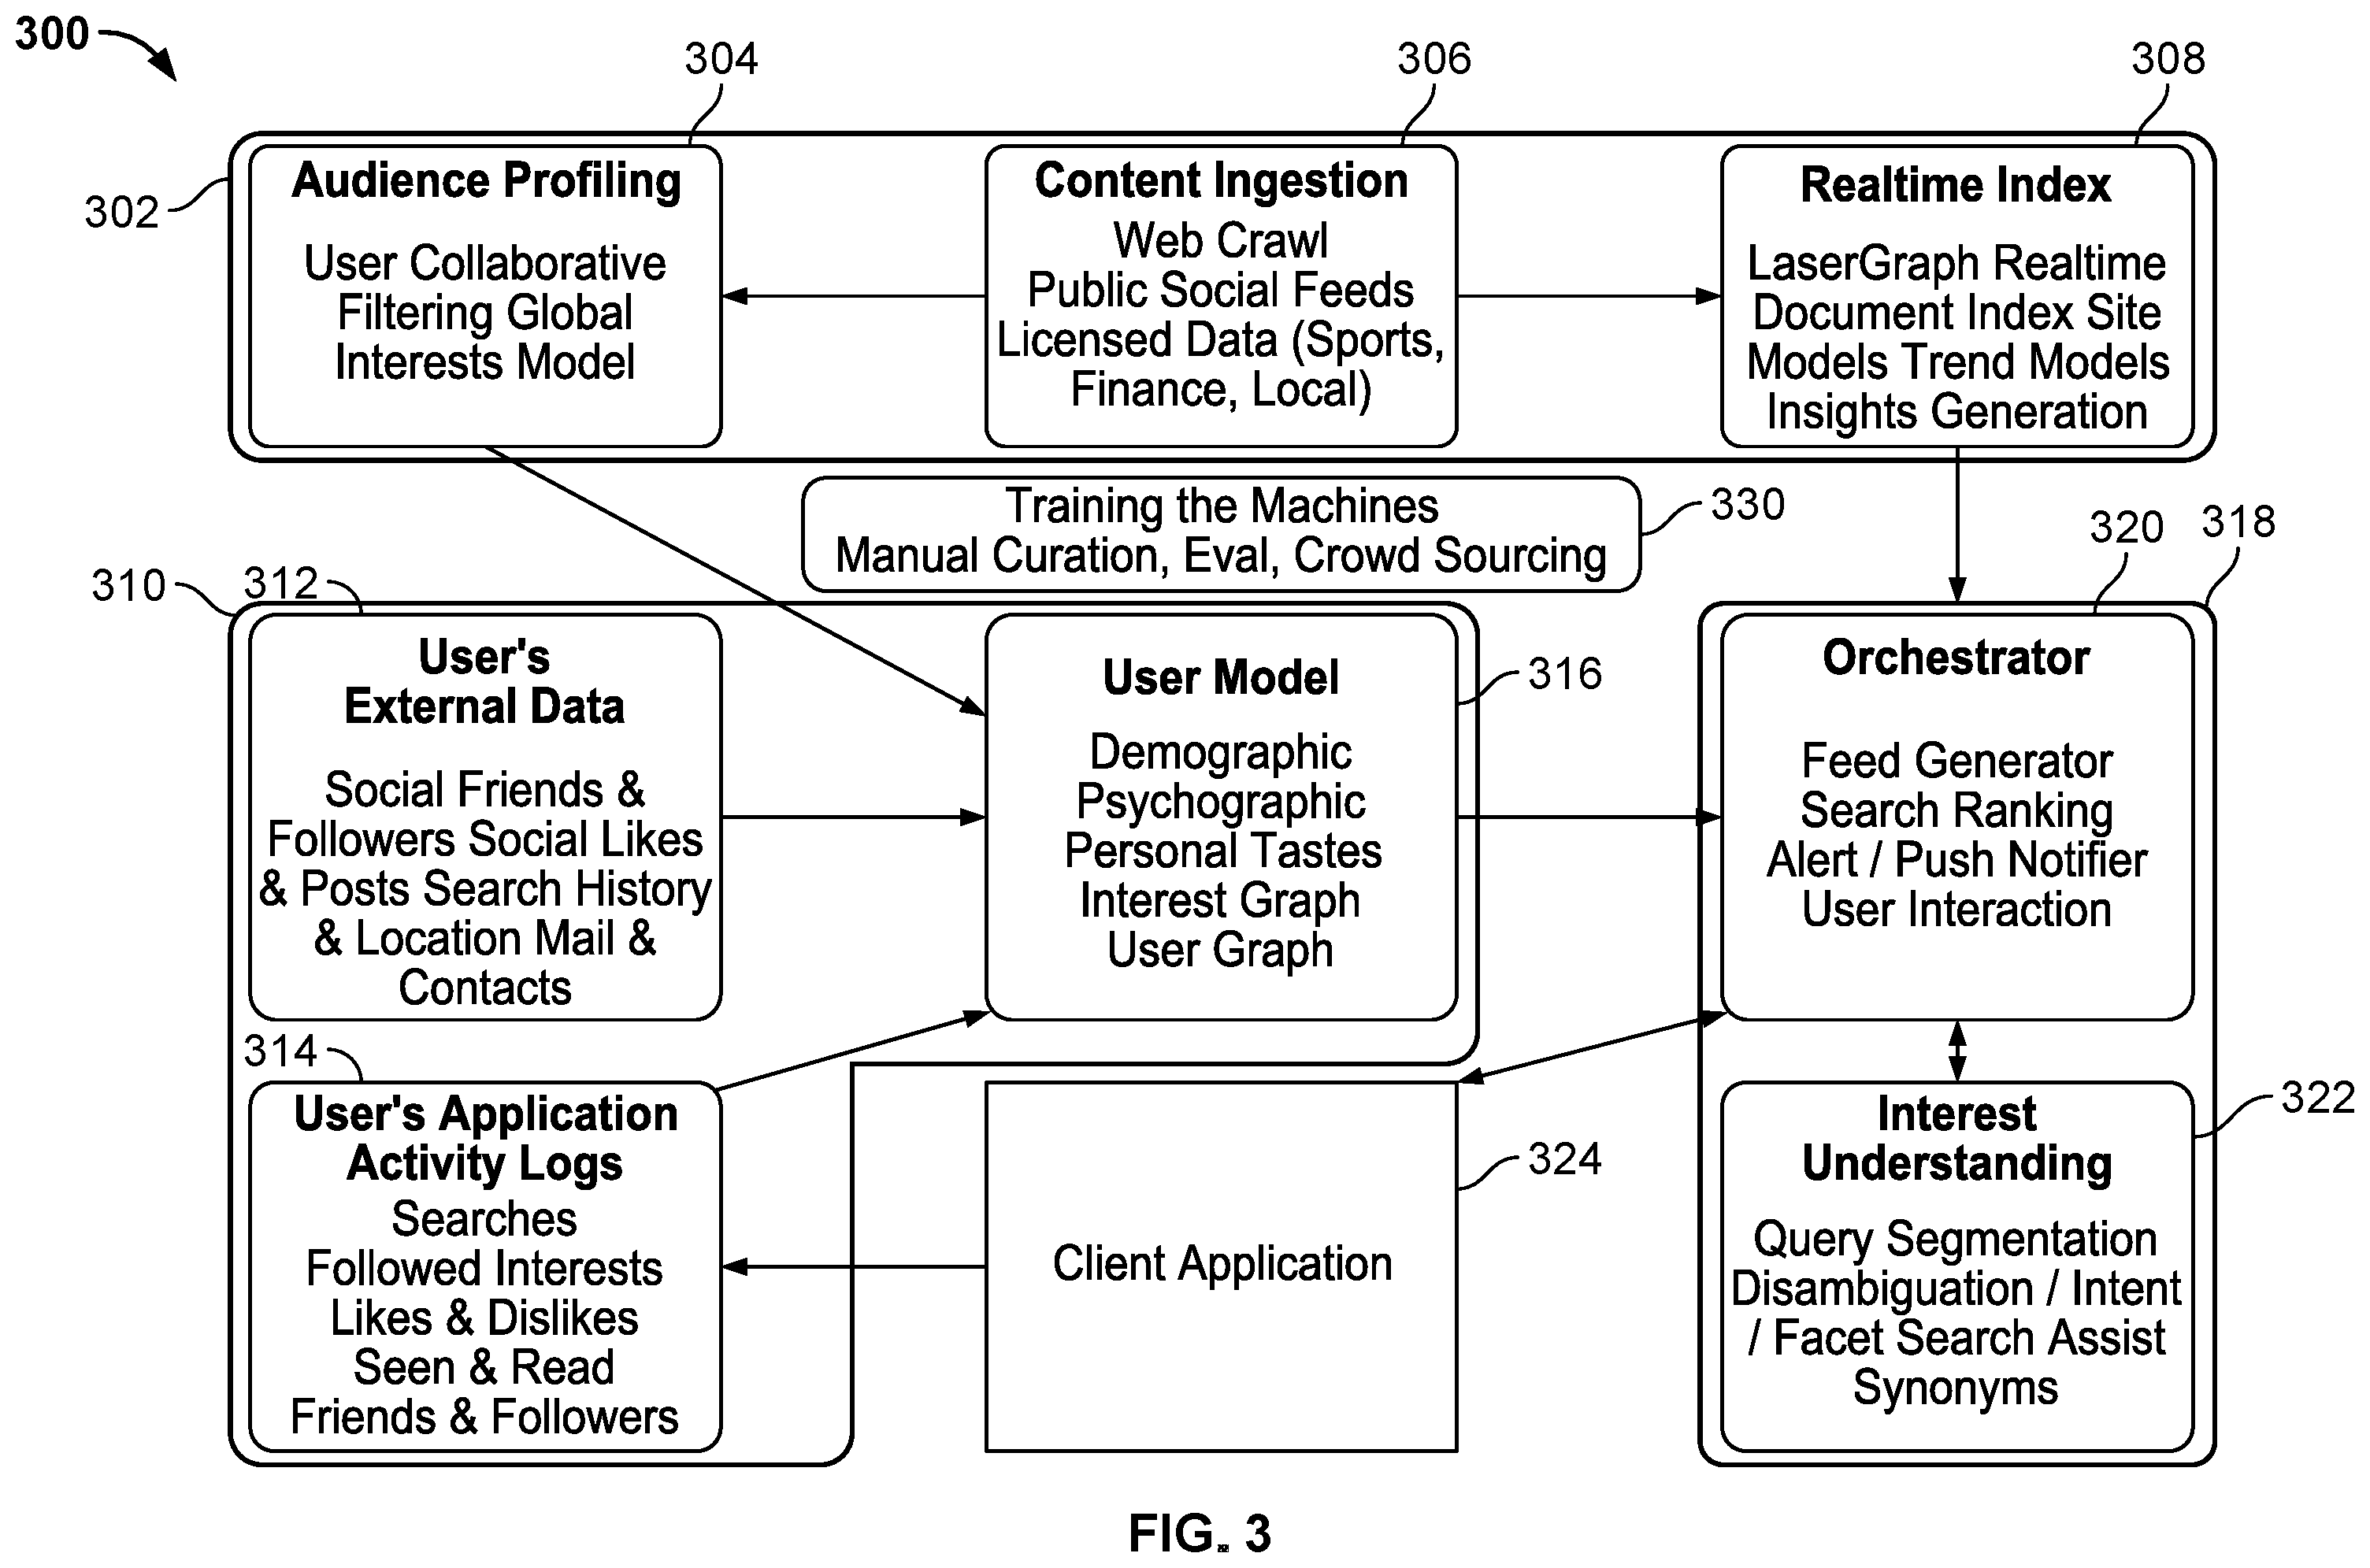 300
304
306
308
302
Audience Profiling
User Collaborative
Filtering Global
Interests Model
Content Ingestion
Web Crawl
Public Social Feeds
Licensed Data (Sports,
Finance, Local)
Realtime Index
LaserGraph Realtime
Document Index Site
Models Trend Models
Insights Generation
Training the Machines
Manual Curation, Eval, Crowd Sourcing
330
310
312
User's
External Data
Social Friends &
Followers Social Likes
& Posts Search History
& Location Mail &
Contacts
User Model
Demographic
Psychographic
Personal Tastes
Interest Graph
User Graph
316
320
318
Orchestrator
Feed Generator
Search Ranking
Alert / Push Notifier
User Interaction
314
User's Application
Activity Logs
Searches
Followed Interests
Likes & Dislikes
Seen & Read
Friends & Followers
Client Application
324
Interest
Understanding
Query Segmentation
Disambiguation / Intent
/ Facet Search Assist
Synonyms
322
FIG. 3